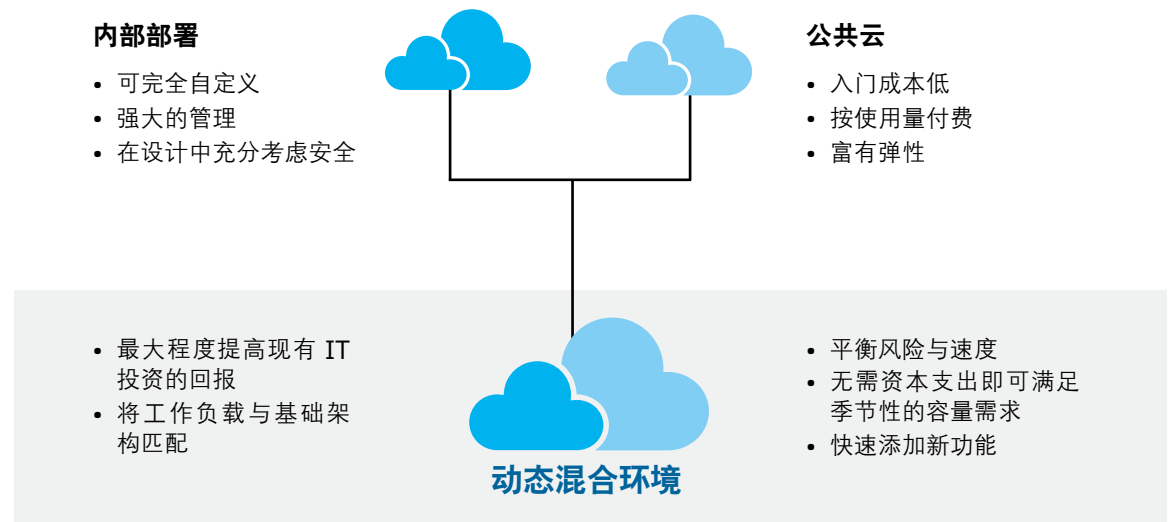 内部部署
• 可完全自定义
• 强大的管理
• 在设计中充分考虑安全
公共云
• 入门成本低
• 按使用量付费
• 富有弹性
• 最大程度提高现有 IT
投资的回报
• 将工作负载与基础架
构匹配
动态混合环境
• 平衡风险与速度
• 无需资本支出即可满足
季节性的容量需求
• 快速添加新功能